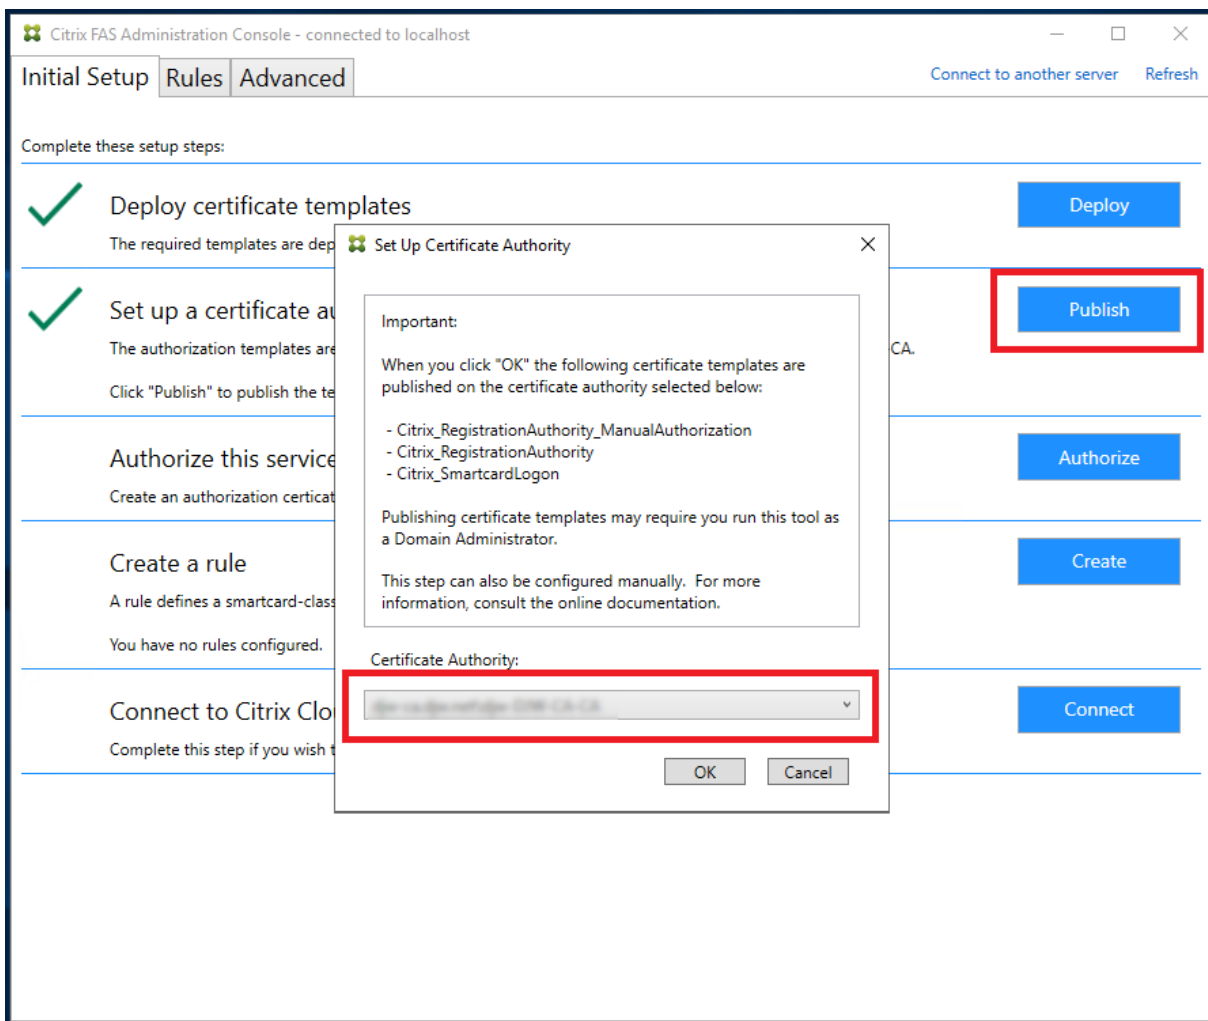 Citrix FAS Administration Console - connected to localhost
Initial Setup
Rules
Advanced
Connect to another server
Refresh
Complete these setup steps:
Deploy certificate templates
The required templates are dep
Deploy
Set up a certificate au
The authorization templates are
CA.
Click "Publish" to publish the te
Publish
Authorize this service
Create an authorization certicat
Authorize
Create a rule
A rule defines a smartcard-class
You have no rules configured.
Create
Connect to Citrix Clo
Complete this step if you wish t
Connect
Set Up Certificate Authority
Important:
When you click "OK" the following certificate templates are
published on the certificate authority selected below:
- Citrix_RegistrationAuthority_ManualAuthorization
- Citrix_RegistrationAuthority
- Citrix_SmartcardLogon
Publishing certificate templates may require you run this tool as
a Domain Administrator.
This step can also be configured manually. For more
information, consult the online documentation.
Certificate Authority:
OK
Cancel